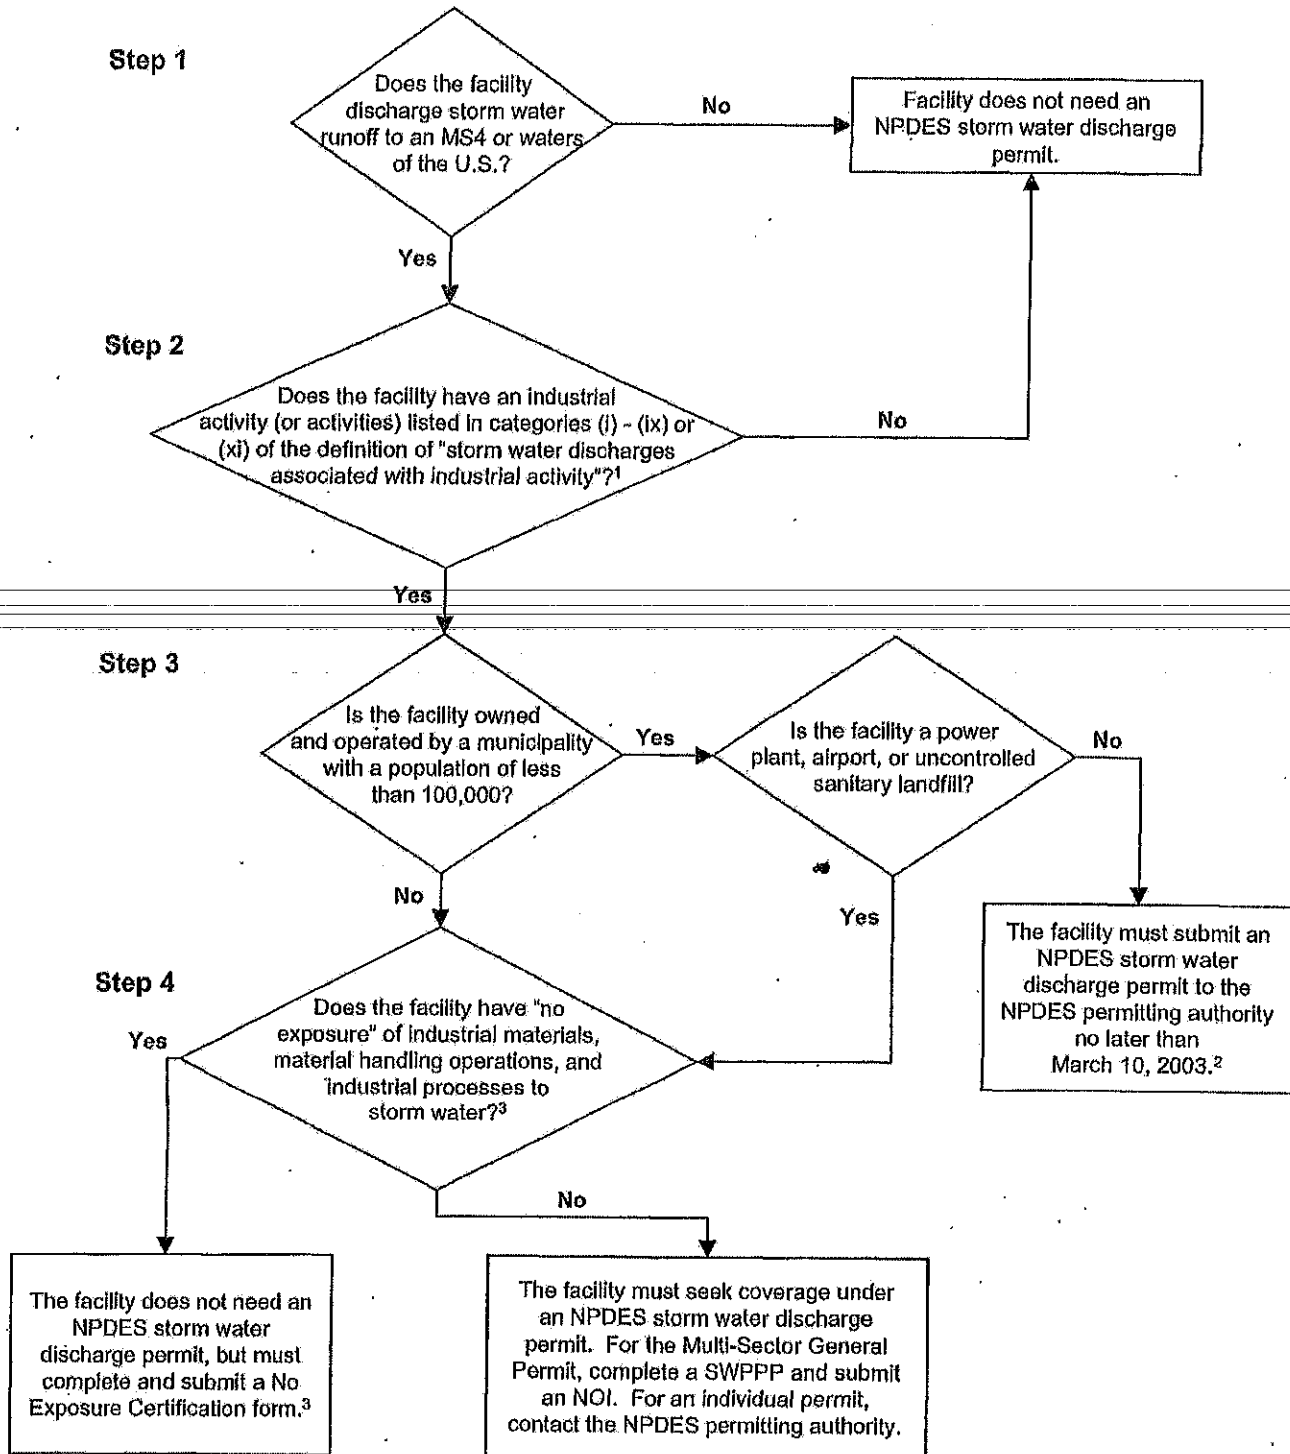 Step 1
Does the facility
discharge storm water
runoff to an MS4 or waters
of the U.S.?
No
Facility does not need an
NPDES storm water discharge
permit.
Yes
Step 2
Does the facility have an industrial
activity (or activities) listed in categories (i) - (ix) or
(xi) of the definition of "storm water discharges
associated with industrial activity"?¹
No
Yes
Step 3
Is the facility owned
and operated by a municipality
with a population of less
than 100,000?
Yes
Is the facility a power
plant, airport, or uncontrolled
sanitary landfill?
No
No
Yes
The facility must submit an
NPDES storm water
discharge permit to the
NPDES permitting authority
no later than
March 10, 2003.²
Step 4
Does the facility have "no
exposure" of industrial materials,
material handling operations, and
industrial processes to
storm water?³
Yes
No
The facility does not need an
NPDES storm water
discharge permit, but must
complete and submit a No
Exposure Certification form.³
The facility must seek coverage under
an NPDES storm water discharge
permit. For the Multi-Sector General
Permit, complete a SWPPP and submit
an NOI. For an individual permit,
contact the NPDES permitting authority.